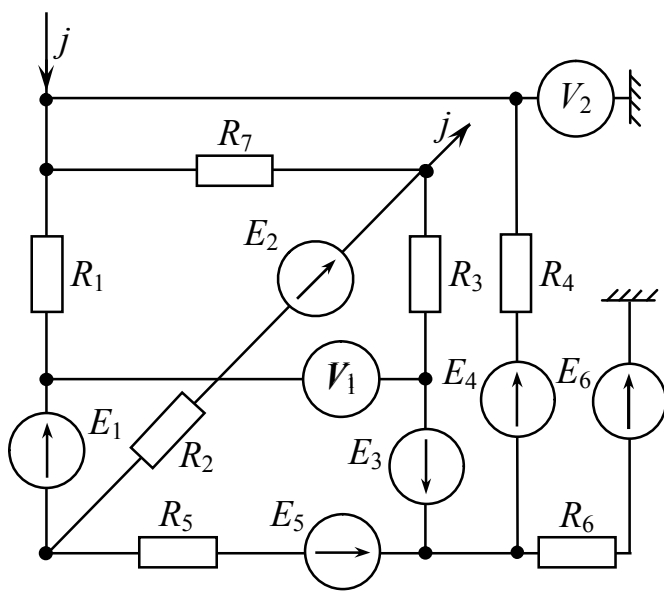 j
V₂
R₇
j
E₂
R₁
R₃
R₄
V₁
E₄
E₆
E₁
R₂
E₃
R₅
E₅
R₆